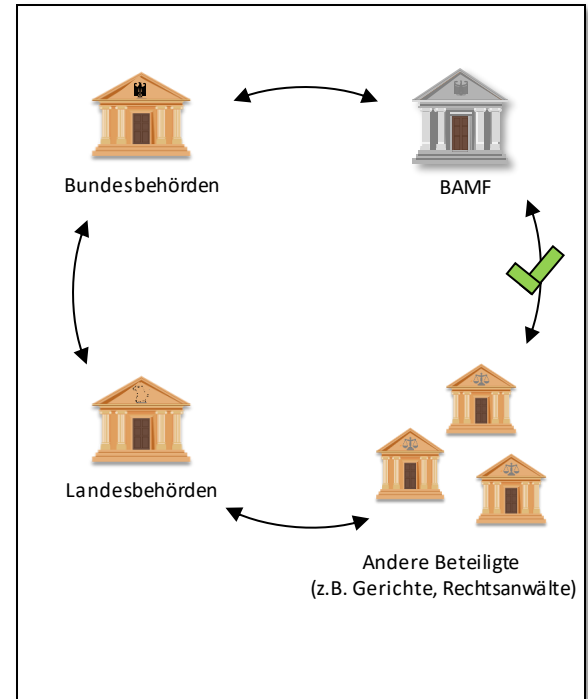 Bundesbehörden
BAMF
Landesbehörden
Andere Beteiligte
(z.B. Gerichte, Rechtsanwälte)